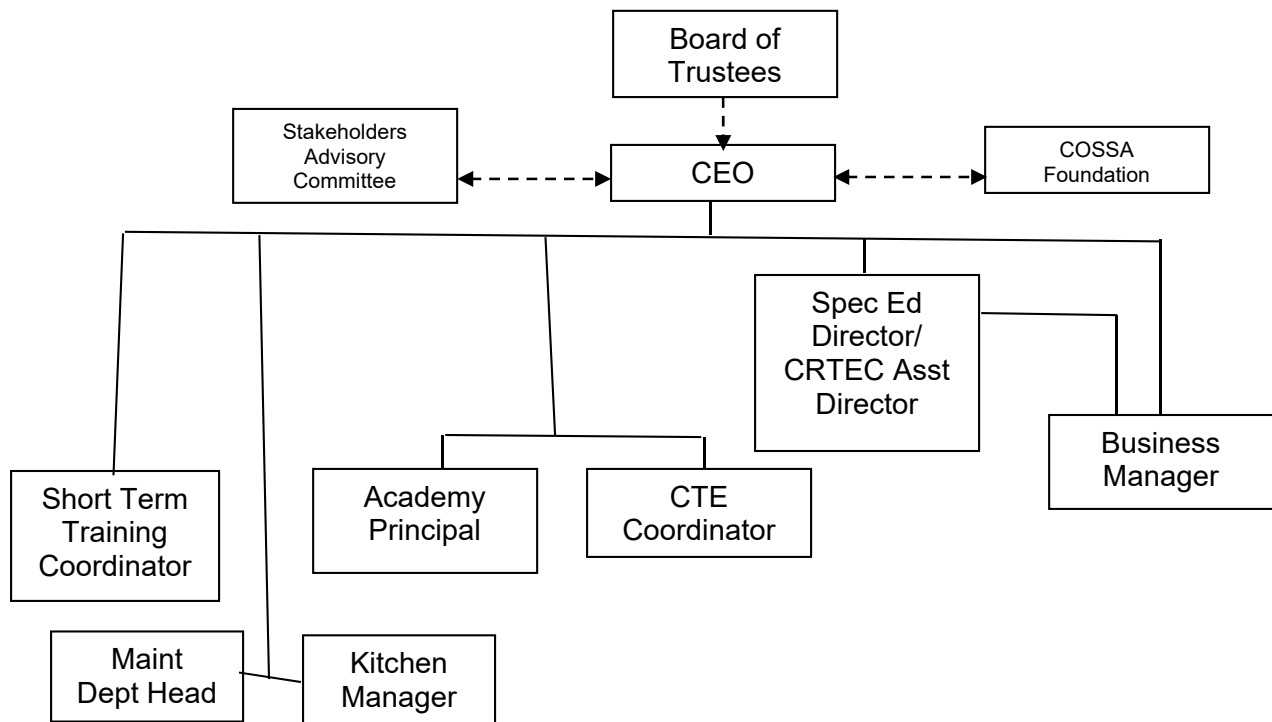 Board of
Trustees
Stakeholders
Advisory
Committee
CEO
COSSA
Foundation
Spec Ed
Director/
CRTEC Asst
Director
Business
Manager
Short Term
Training
Coordinator
Academy
Principal
CTE
Coordinator
Maint
Dept Head
Kitchen
Manager